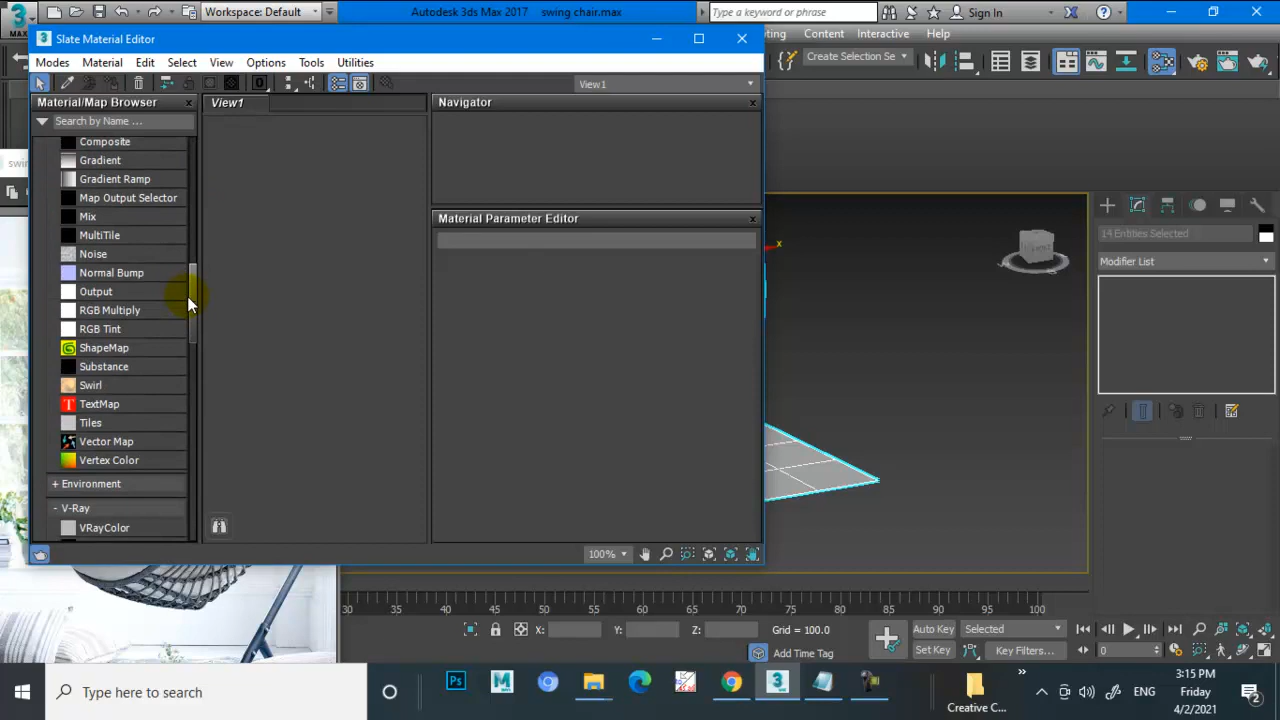 3
MAX
Workspace: Default
Autodesk 3ds Max 2017 swing chair.max
Type a keyword or phrase
Sign In
Slate Material Editor
Content
Interactive
Help
Modes
Material
Edit
Select
View
Options
Tools
Utilities
Create Selection Se
View1
Material/Map Browser
View1
Navigator
Search by Name ...
Composite
Gradient
Gradient Ramp
Map Output Selector
Mix
Material Parameter Editor
MultiTile
14 Entities Selected
x
Noise
Modifier List
Normal Bump
Output
RGB Multiply
RGB Tint
ShapeMap
Substance
Swirl
TextMap
Tiles
Vector Map
Vertex Color
+ Environment
- V-Ray
VRayColor
100%
30 35 40 45 50 55 60 65 70 75 80 85 90 95 100
X:
Y:
Z:
Grid = 100.0
Auto Key
Selected
Add Time Tag
Set Key
Key Filters...
0
Type here to search
Creative C...
ENG
3:15 PM
Friday
4/2/2021
2